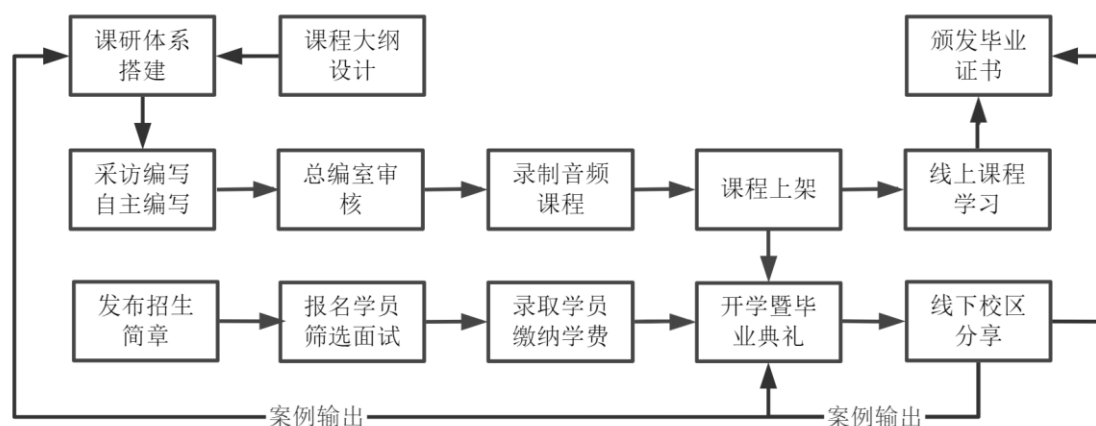 课研体系
搭建
课程大纲
设计
颁发毕业
证书
采访编写
自主编写
总编室审
核
录制音频
课程
课程上架
线上课程
学习
发布招生
简章
报名学员
筛选面试
录取学员
缴纳学费
开学暨毕
业典礼
线下校区
分享
案例输出
案例输出